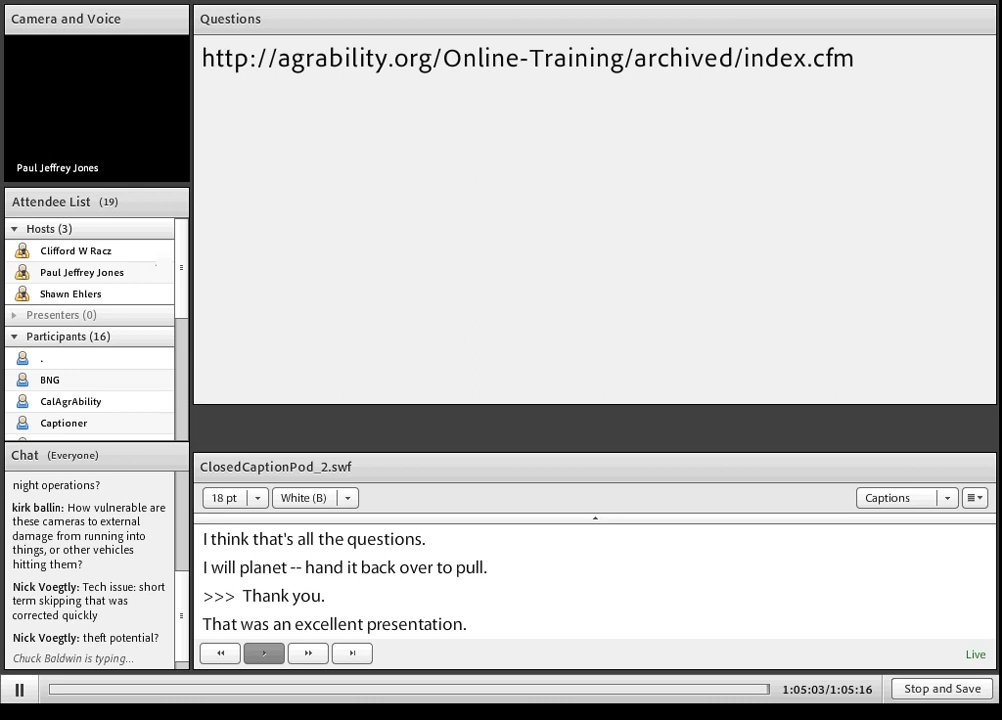 Camera and Voice
Paul Jeffrey Jones
Attendee List (19)
Hosts (3)
Clifford W Racz
Paul Jeffrey Jones
Shawn Ehlers
Presenters (0)
Participants (16)
.
BNG
CalAgrAbility
Captioner
Chat (Everyone)
night operations?
kirk ballin: How vulnerable are
these cameras to external
damage from running into
things, or other vehicles
hitting them?
Nick Voegtly: Tech issue: short
term skipping that was
corrected quickly
Nick Voegtly: theft potential?
Chuck Baldwin is typing...
Questions
http://agrability.org/Online-Training/archived/index.cfm
ClosedCaptionPod_2.swf
18 pt
White (B)
Captions
I think that's all the questions.
I will planet -- hand it back over to pull.
>>> Thank you.
That was an excellent presentation.
Live
1:05:03/1:05:16
Stop and Save